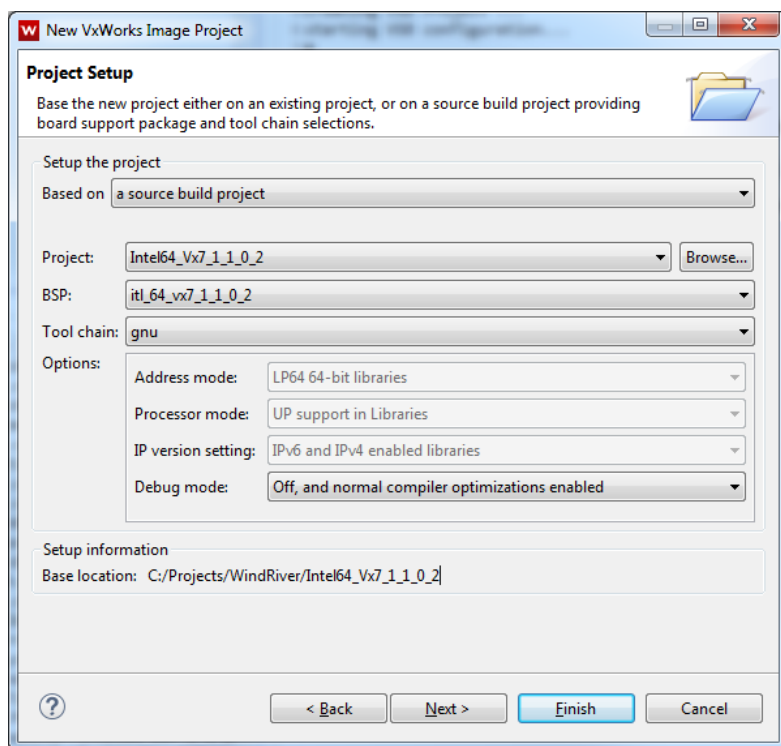 New VxWorks Image Project
Project Setup
Base the new project either on an existing project, or on a source build project providing
board support package and tool chain selections.
Setup the project
Based on a source build project
Project: Intel64_Vx7_1_1_0_2 Browse...
BSP: itl_64_vx7_1_1_0_2
Tool chain: gnu
Options:
Address mode: LP64 64-bit libraries
Processor mode: UP support in Libraries
IP version setting: IPv6 and IPv4 enabled libraries
Debug mode: Off, and normal compiler optimizations enabled
Setup information
Base location: C:/Projects/WindRiver/Intel64_Vx7_1_1_0_2
? < Back Next > Finish Cancel